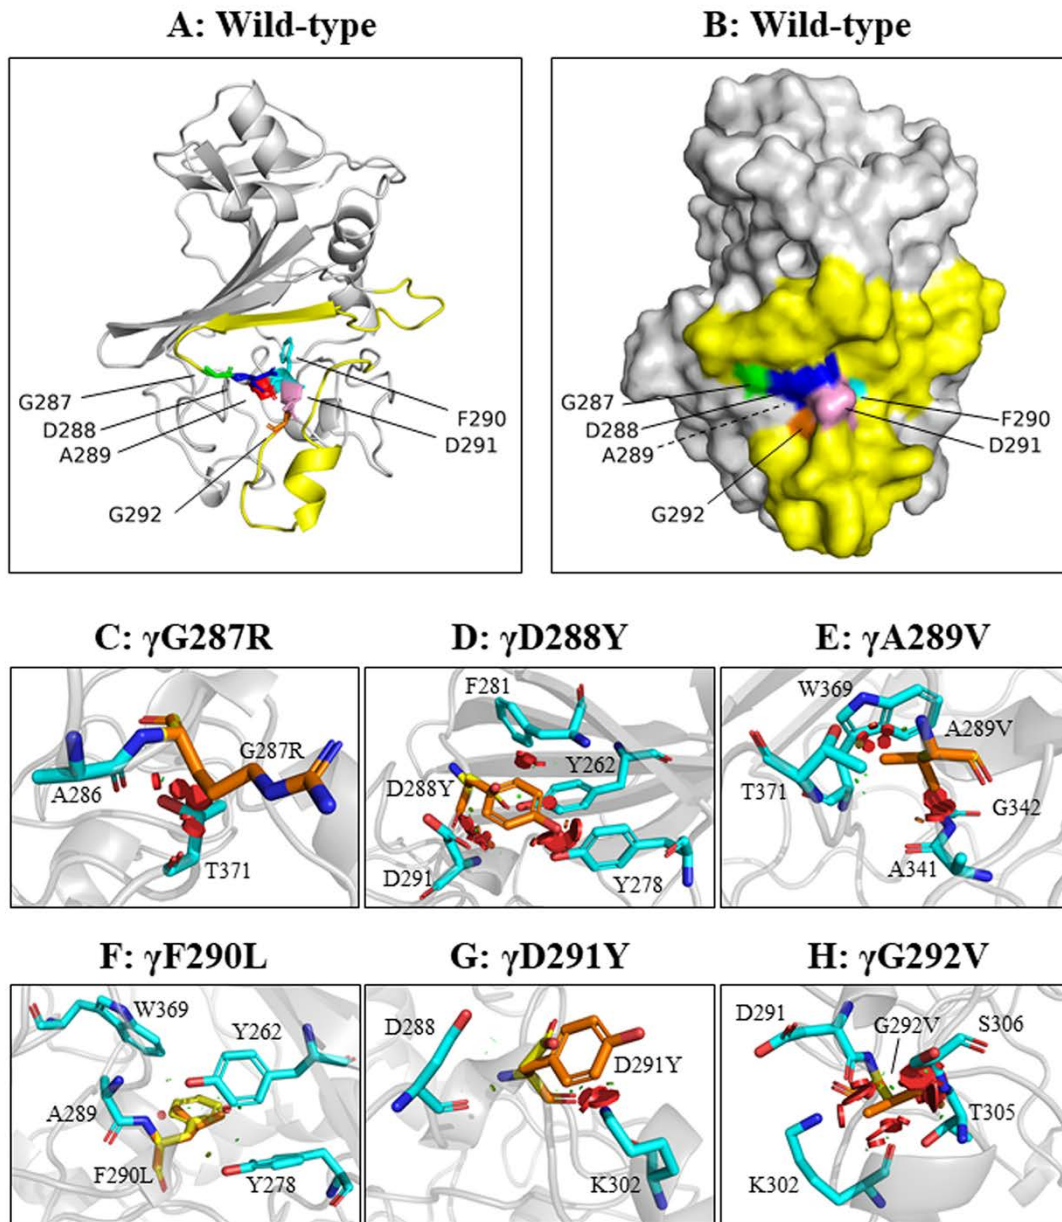 A: Wild-type
B: Wild-type
G287
D288
A289
G292
F290
D291
G287
D288
A289
G292
F290
D291
C: γG287R
D: γD288Y
E: γA289V
A286
G287R
T371
F281
Y262
D288Y
D291
Y278
W369
A289V
T371
G342
A341
F: γF290L
G: γD291Y
H: γG292V
W369
Y262
A289
F290L
Y278
D288
D291Y
K302
D291
G292V
S306
T305
K302